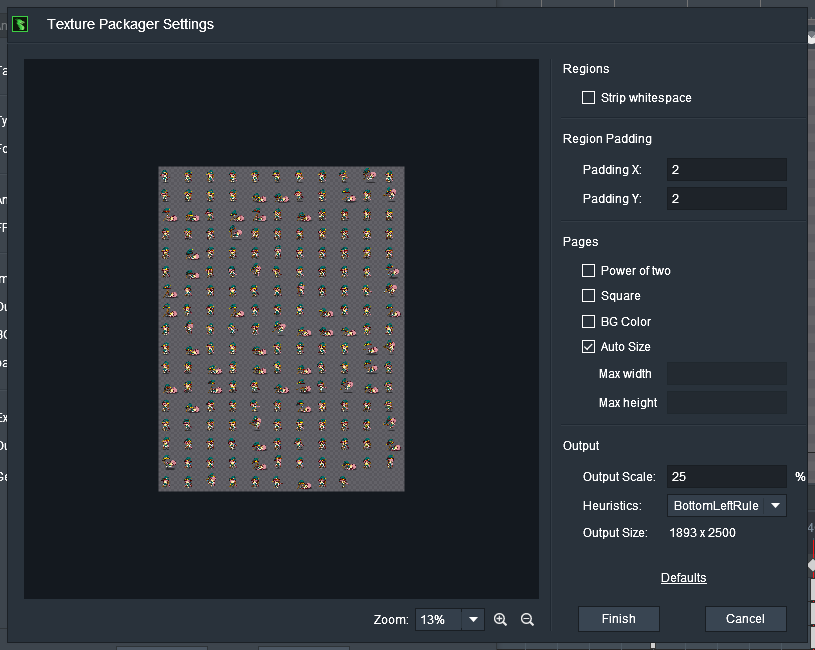 Texture Packager Settings
Regions
Strip whitespace
Region Padding
Padding X: 2
Padding Y: 2
Pages
Power of two
Square
BG Color
Auto Size
Max width
Max height
Output
Output Scale: 25 %
Heuristics: BottomLeftRule
Output Size: 1893 x 2500
Defaults
Zoom: 13%
Finish Cancel